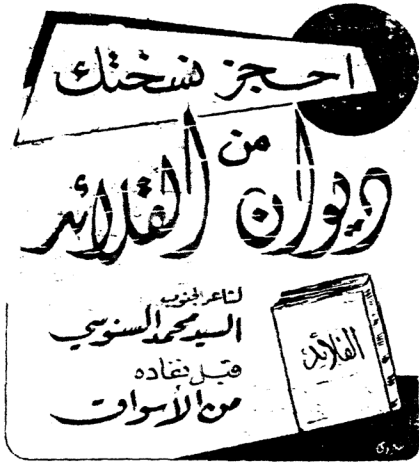 احجز نسختك
من
ديوان القلائد
لشاعر الجنوب
السيد محمد السنوسي
قبل نفاده
من الأسواق
القلائد